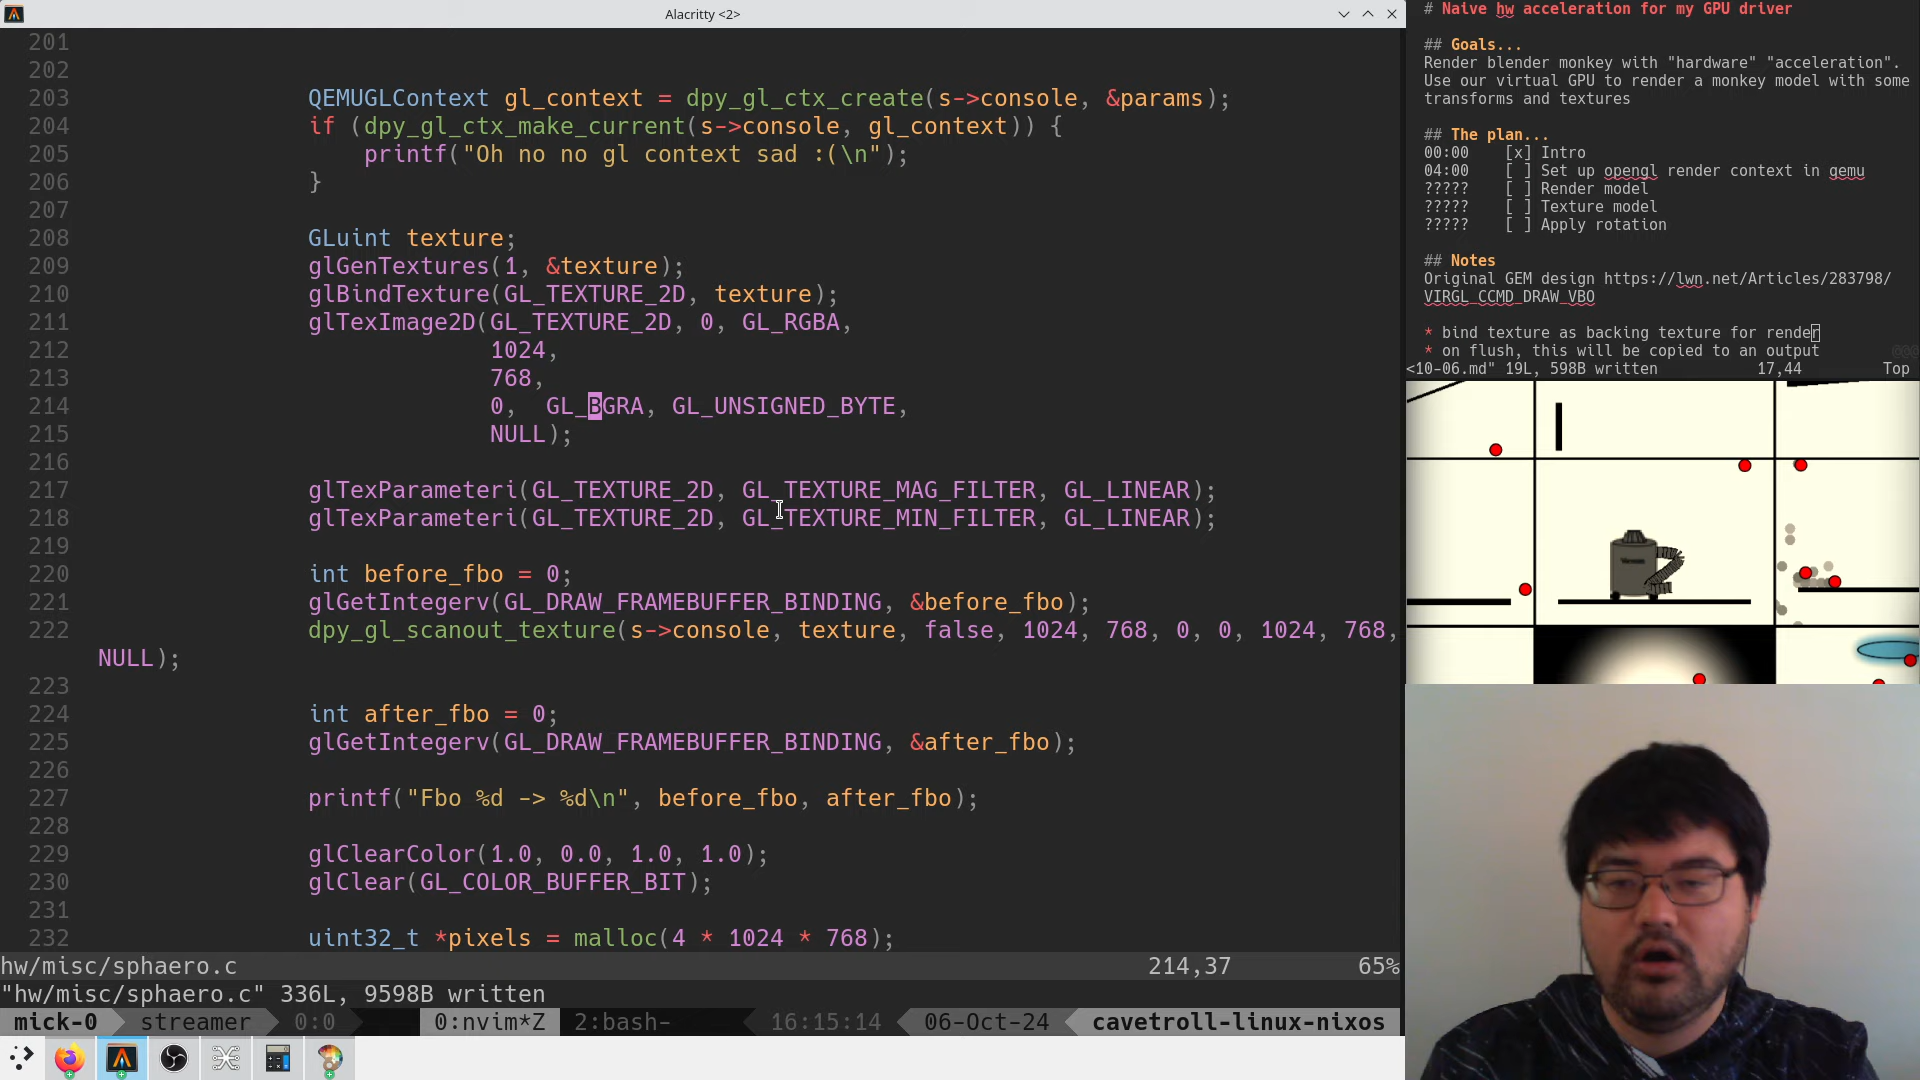 Alacritty <2>
201
202
203 QEMUGLContext gl_context = dpy_gl_ctx_create(s->console, &params);
204 if (dpy_gl_ctx_make_current(s->console, gl_context)) {
205 printf("Oh no no gl context sad :(\n");
206 }
207
208 GLuint texture;
209 glGenTextures(1, &texture);
210 glBindTexture(GL_TEXTURE_2D, texture);
211 glTexImage2D(GL_TEXTURE_2D, 0, GL_RGBA,
212 1024,
213 768,
214 0,  GL_BGRA, GL_UNSIGNED_BYTE,
215 NULL);
216
217 glTexParameteri(GL_TEXTURE_2D, GL_TEXTURE_MAG_FILTER, GL_LINEAR);
218 glTexParameteri(GL_TEXTURE_2D, GL_TEXTURE_MIN_FILTER, GL_LINEAR);
219
220 int before_fbo = 0;
221 glGetIntegerv(GL_DRAW_FRAMEBUFFER_BINDING, &before_fbo);
222 dpy_gl_scanout_texture(s->console, texture, false, 1024, 768, 0, 0, 1024, 768,
NULL);
223
224 int after_fbo = 0;
225 glGetIntegerv(GL_DRAW_FRAMEBUFFER_BINDING, &after_fbo);
226
227 printf("Fbo %d -> %d\n", before_fbo, after_fbo);
228
229 glClearColor(1.0, 0.0, 1.0, 1.0);
230 glClear(GL_COLOR_BUFFER_BIT);
231
232 uint32_t *pixels = malloc(4 * 1024 * 768);
hw/misc/sphaero.c 214,37 65%
"hw/misc/sphaero.c" 336L, 9598B written
mick-0 streamer 0:0 0:nvim*Z 2:bash- 16:15:14 06-Oct-24 cavetroll-linux-nixos
# Naive hw acceleration for my GPU driver
## Goals...
Render blender monkey with "hardware" "acceleration".
Use our virtual GPU to render a monkey model with some
transforms and textures
## The plan...
00:00 [x] Intro
04:00 [ ] Set up opengl render context in qemu
????? [ ] Render model
????? [ ] Texture model
????? [ ] Apply rotation
## Notes
Original GEM design https://lwn.net/Articles/283798/
VIRGL_CCMD_DRAW_VBO
* bind texture as backing texture for render
* on flush, this will be copied to an output @@@
<10-06.md" 19L, 598B written 17,44 Top